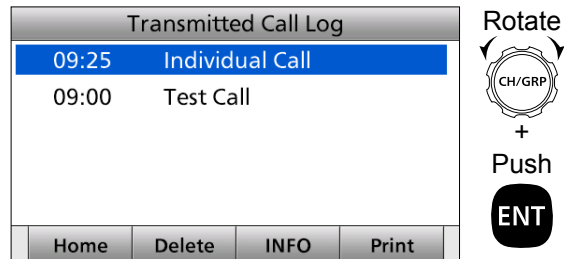 Transmitted Call Log
09:25 Individual Call
09:00 Test Call
Home Delete INFO Print
Rotate
CH/GRP
+
Push
ENT